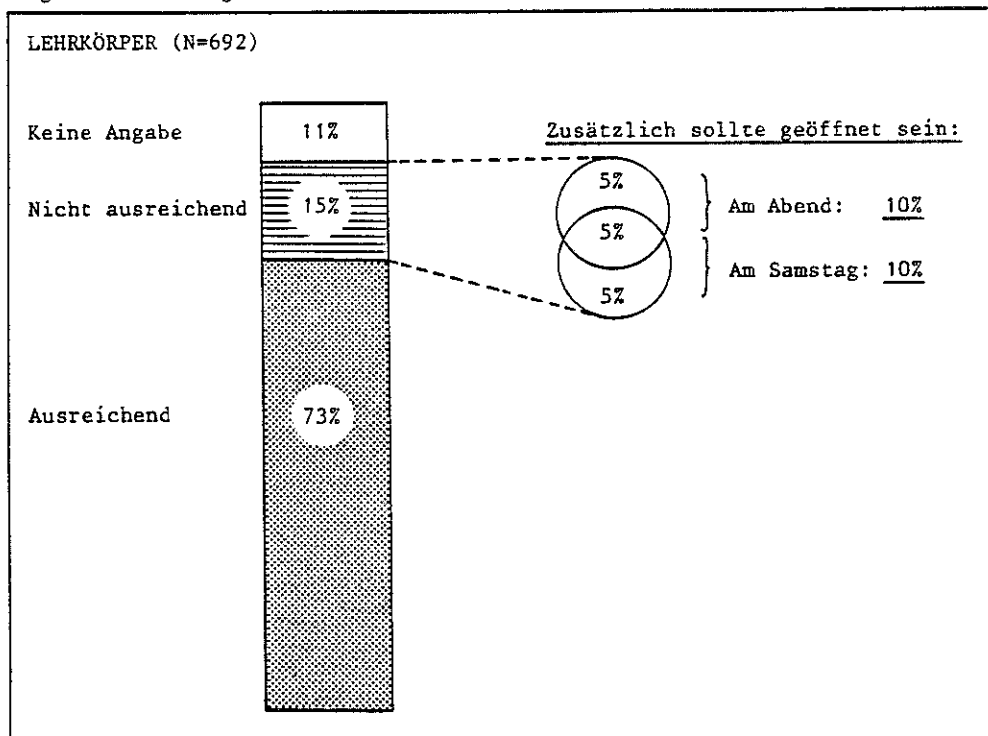 LEHRKÖRPER (N=692)
Keine Angabe 11% Zusätzlich sollte geöffnet sein:
5%
Nicht ausreichend 15% Am Abend: 10%
5%
Am Samstag: 10%
5%
Ausreichend 73%